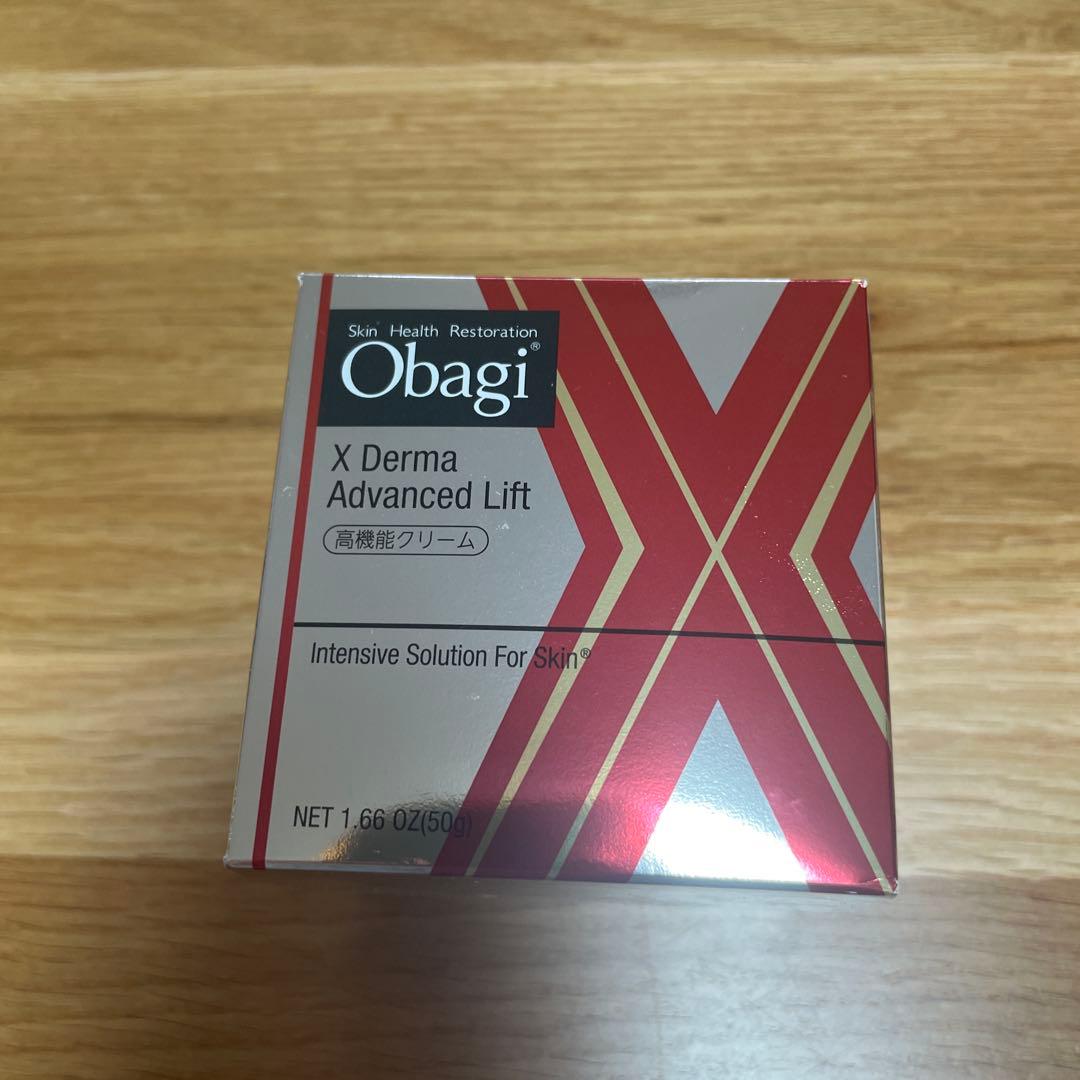 Skin Health Restoration
Obagi®
X Derma
Advanced Lift
高機能クリーム
Intensive Solution For Skin®
NET 1.66 OZ(50g)